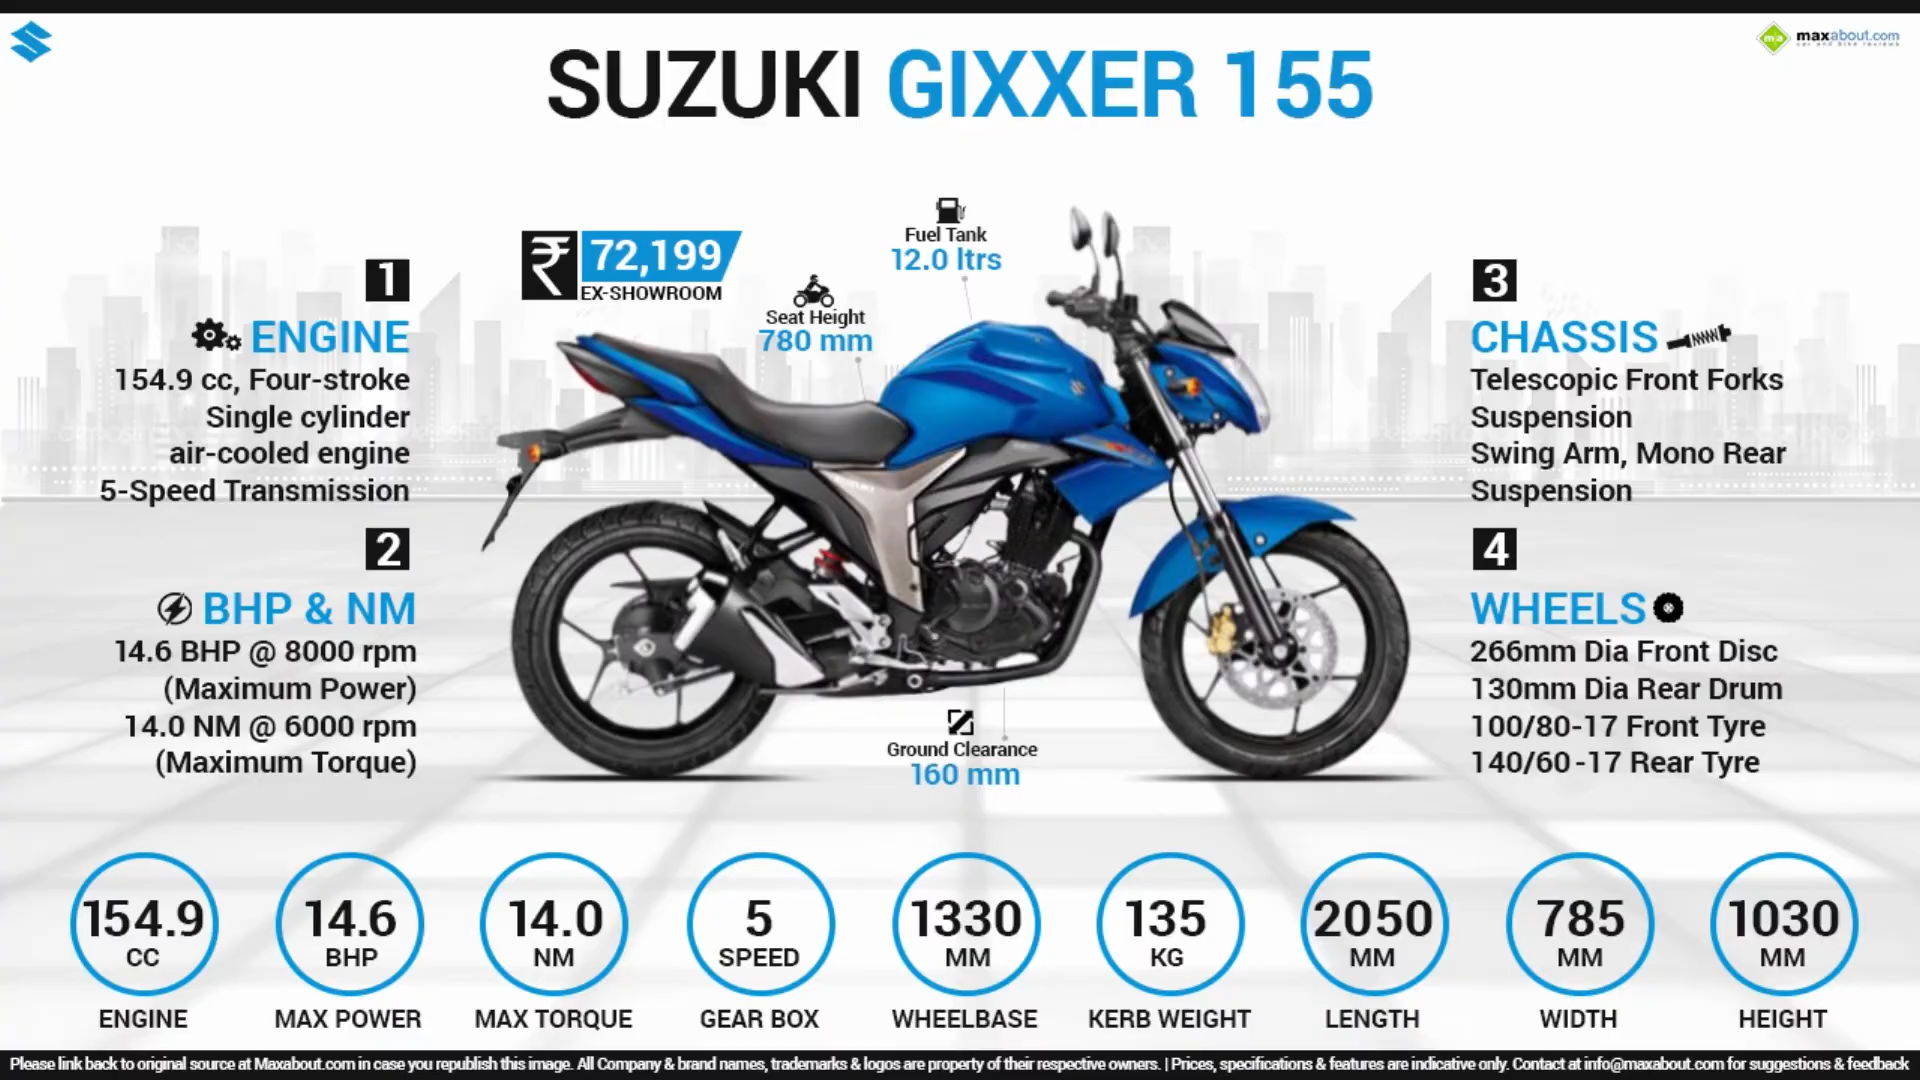 maxabout.com
car and bike reviews
SUZUKI GIXXER 155
₹ 72,199
EX-SHOWROOM
Fuel Tank
12.0 ltrs
Seat Height
780 mm
1
ENGINE
154.9 cc, Four-stroke
Single cylinder
air-cooled engine
5-Speed Transmission
2
BHP & NM
14.6 BHP @ 8000 rpm
(Maximum Power)
14.0 NM @ 6000 rpm
(Maximum Torque)
3
CHASSIS
Telescopic Front Forks
Suspension
Swing Arm, Mono Rear
Suspension
4
WHEELS
266mm Dia Front Disc
130mm Dia Rear Drum
100/80-17 Front Tyre
140/60-17 Rear Tyre
Ground Clearance
160 mm
154.9
CC
ENGINE
14.6
BHP
MAX POWER
14.0
NM
MAX TORQUE
5
SPEED
GEAR BOX
1330
MM
WHEELBASE
135
KG
KERB WEIGHT
2050
MM
LENGTH
785
MM
WIDTH
1030
MM
HEIGHT
Please link back to original source at Maxabout.com in case you republish this image. All Company & brand names, trademarks & logos are property of their respective owners. | Prices, specifications & features are indicative only. Contact at info@maxabout.com for suggestions & feedback